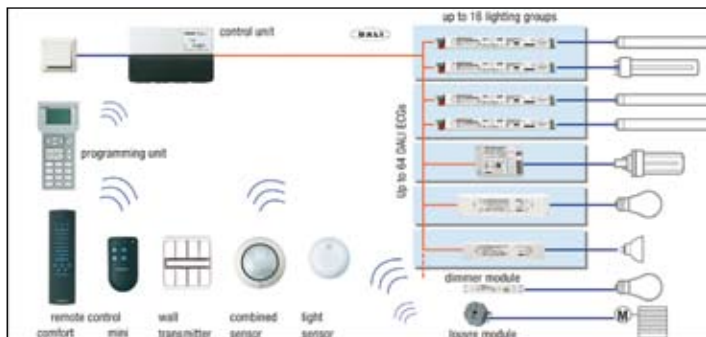 up to 16 lighting groups
control unit
DALI
Up to 64 DALI ECGs
programming unit
dimmer module
remote control
comfort
mini
wall
transmitter
combined
sensor
light
sensor
louvre module
M